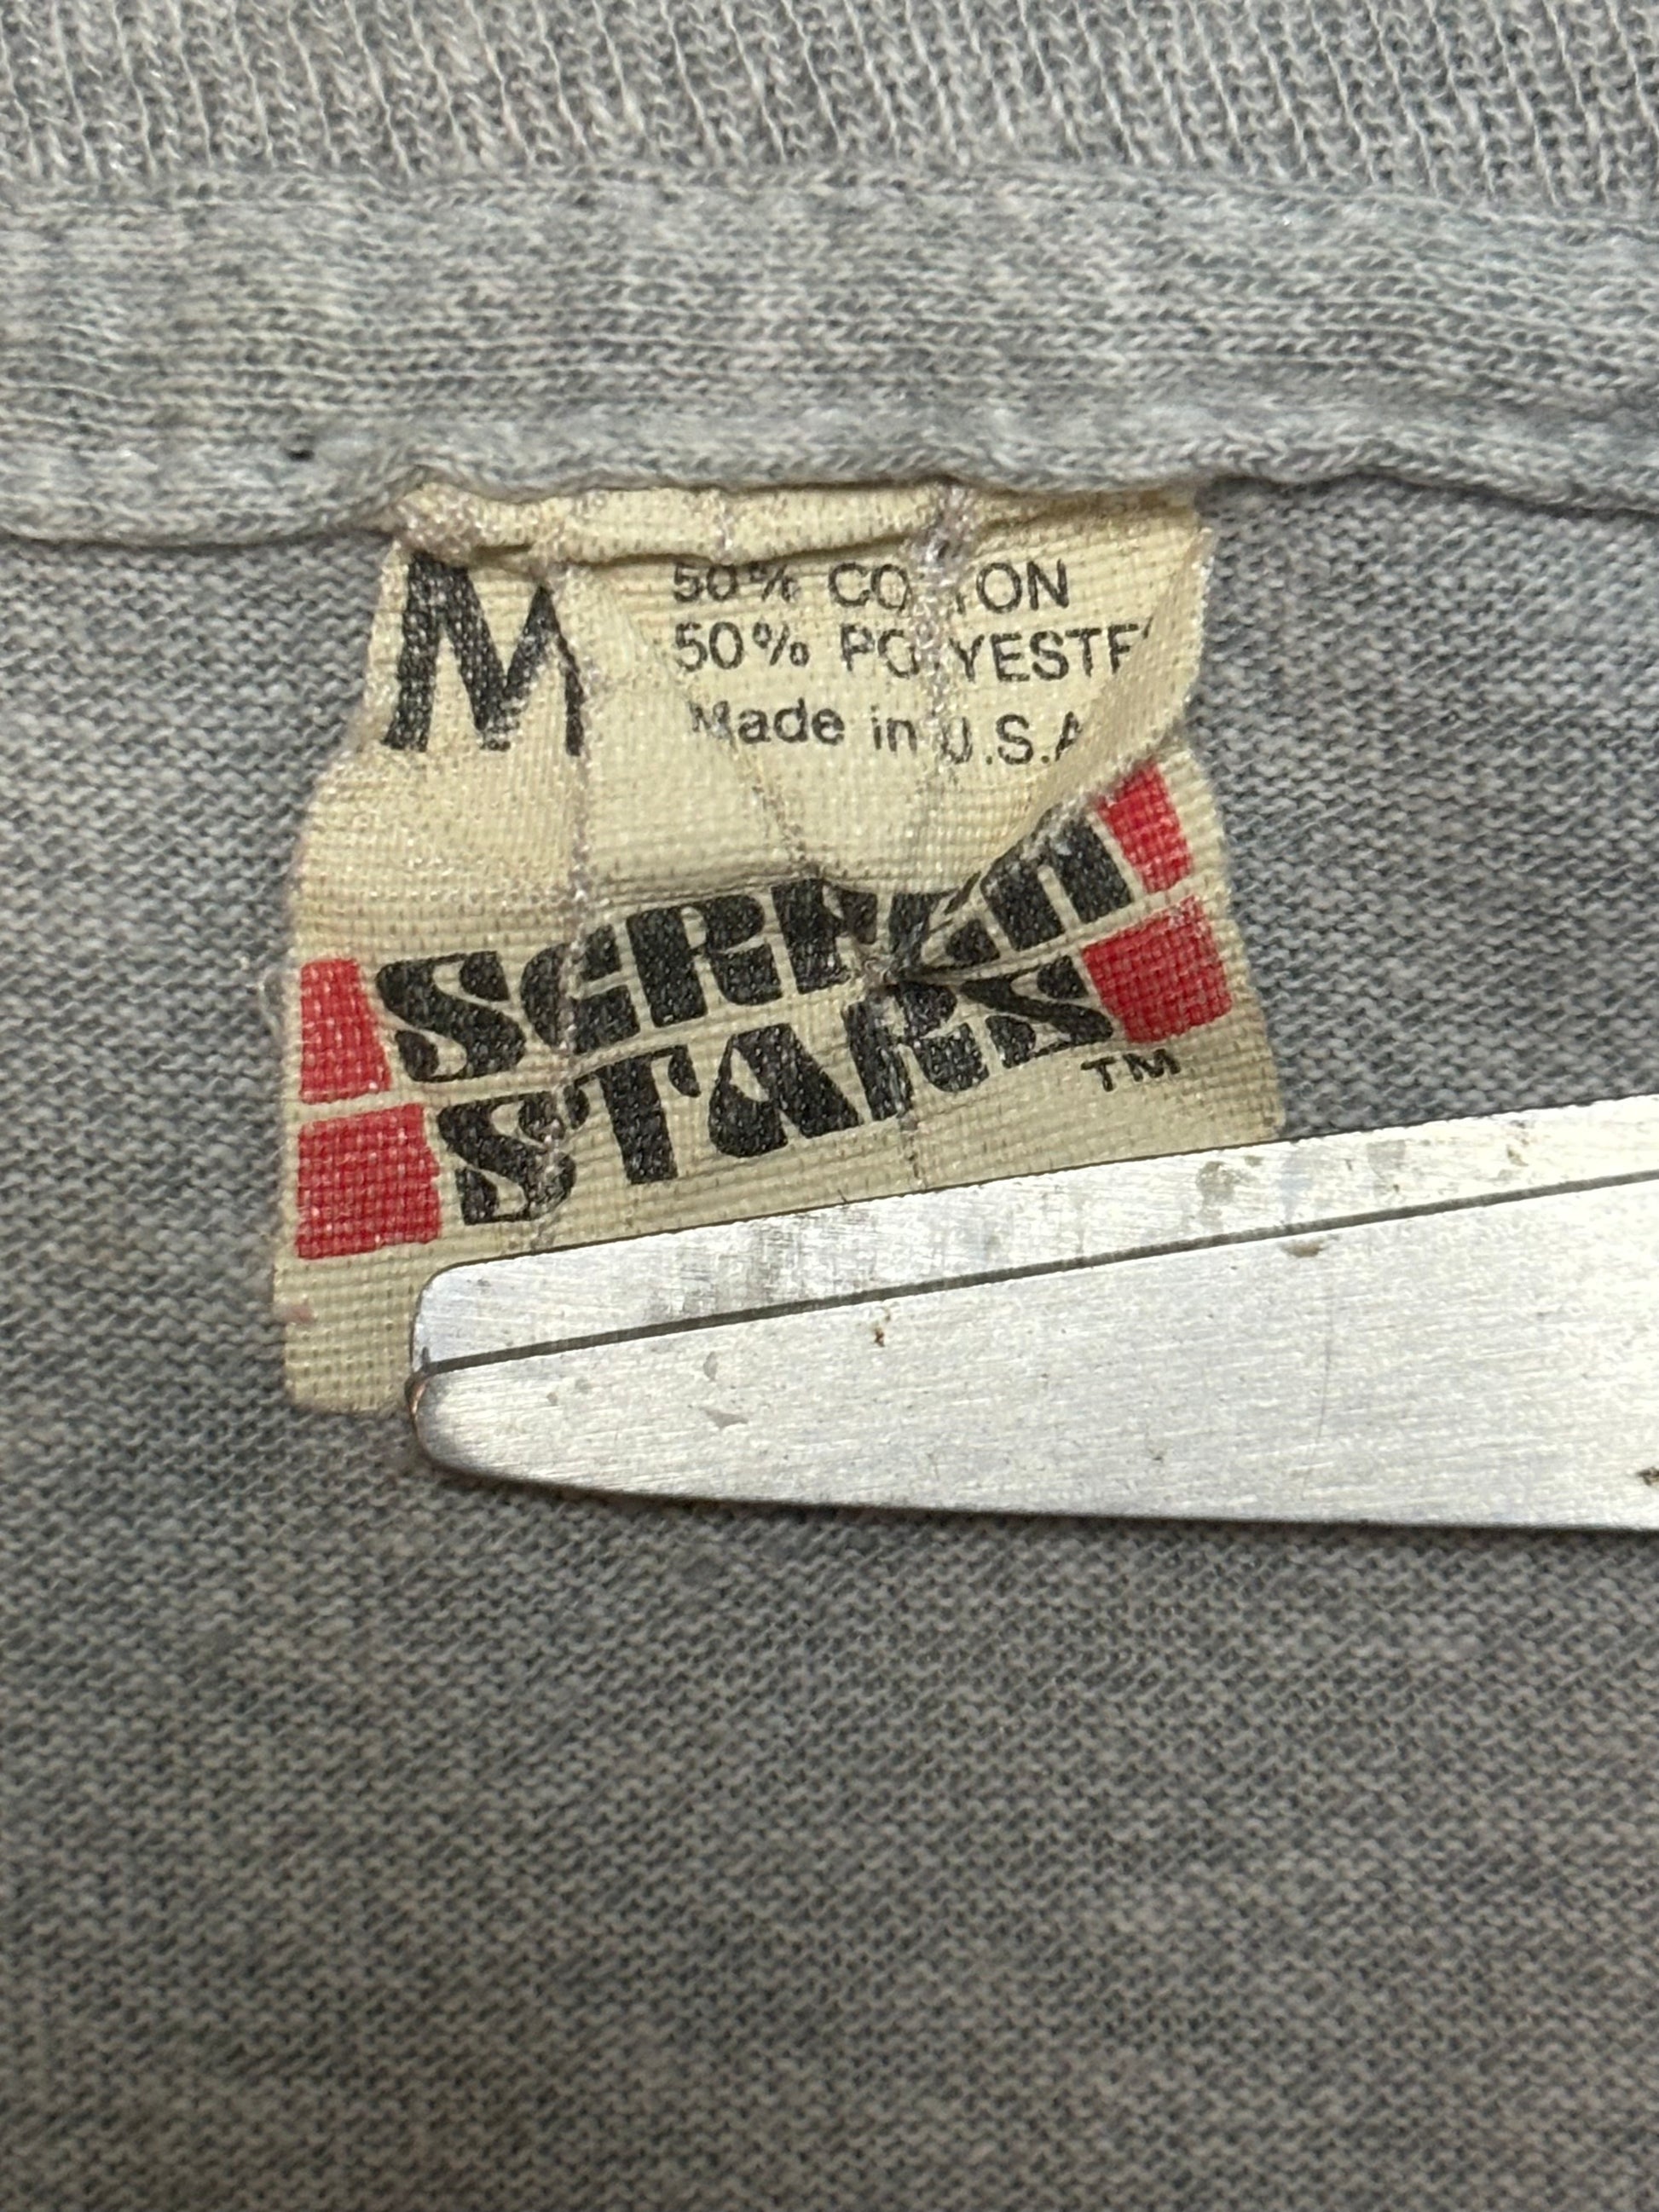 M
50% COTTON
50% POLYESTER
Made in U.S.A
SCREEN
STARS
TM